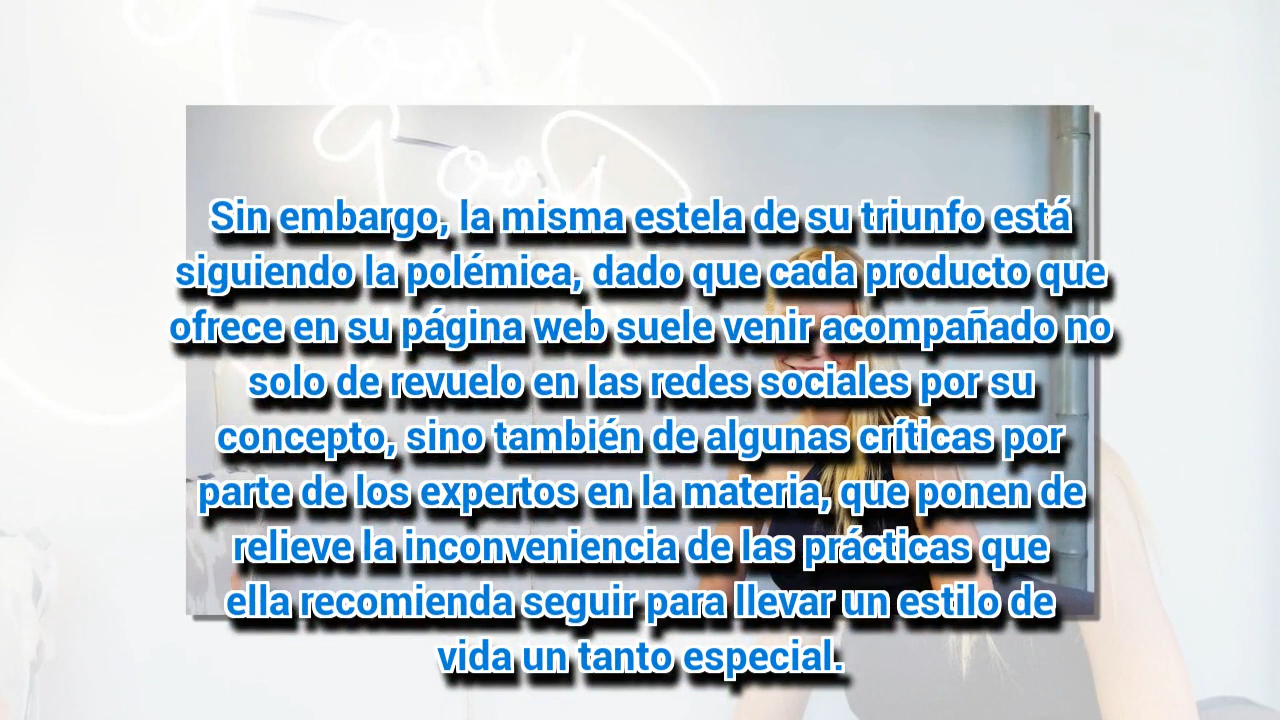 goop
Sin embargo, la misma estela de su triunfo está
siguiendo la polémica, dado que cada producto que
ofrece en su página web suele venir acompañado no
solo de revuelo en las redes sociales por su
concepto, sino también de algunas críticas por
parte de los expertos en la materia, que ponen de
relieve la inconveniencia de las prácticas que
ella recomienda seguir para llevar un estilo de
vida un tanto especial.